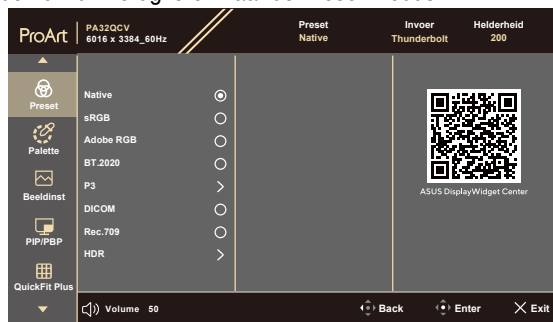 ProArt
PA32QCV
6016 x 3384_60Hz
Preset
Native
Invoer
Thunderbolt
Helderheid
200
Preset
Palette
Beeldinst
PIP/PBP
QuickFit Plus
Native
sRGB
Adobe RGB
BT.2020
P3
DICOM
Rec.709
HDR
ASUS DisplayWidget Center
Volume 50
Back
Enter
Exit